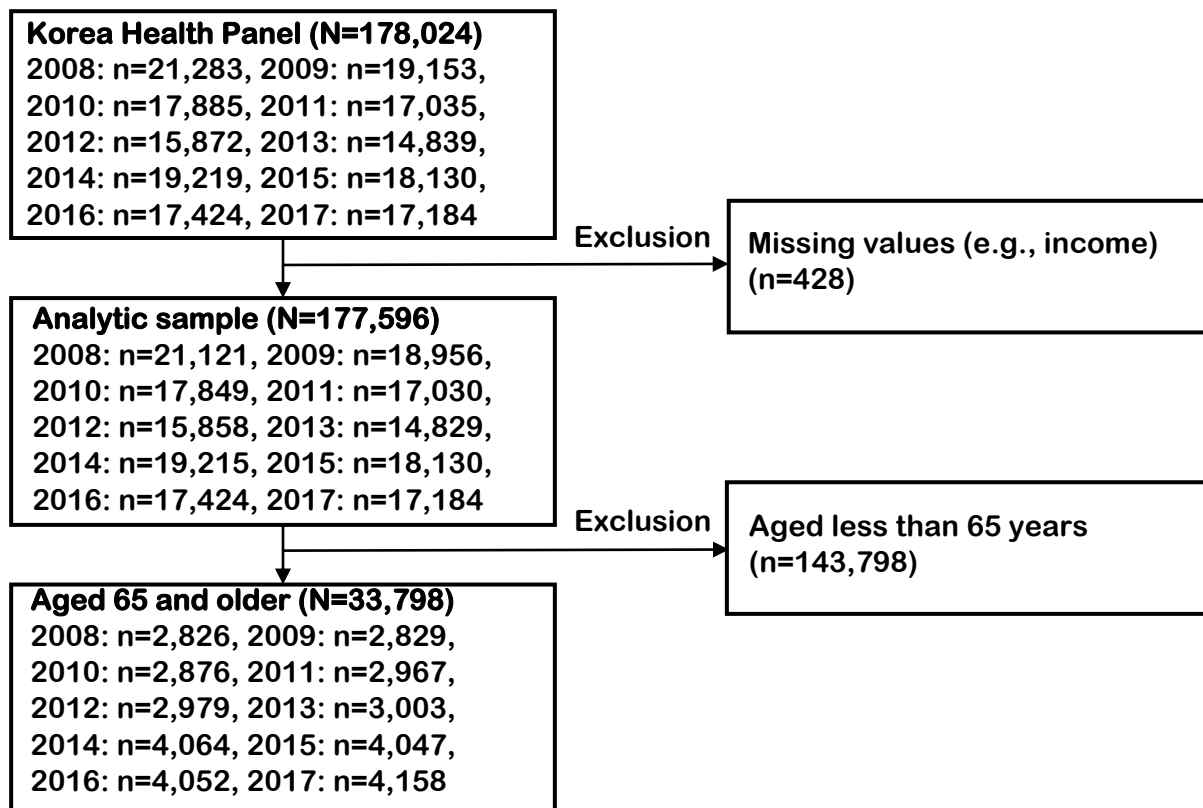 Korea Health Panel (N=178,024)
2008: n=21,283, 2009: n=19,153,
2010: n=17,885, 2011: n=17,035,
2012: n=15,872, 2013: n=14,839,
2014: n=19,219, 2015: n=18,130,
2016: n=17,424, 2017: n=17,184
Exclusion
Missing values (e.g., income)
(n=428)
Analytic sample (N=177,596)
2008: n=21,121, 2009: n=18,956,
2010: n=17,849, 2011: n=17,030,
2012: n=15,858, 2013: n=14,829,
2014: n=19,215, 2015: n=18,130,
2016: n=17,424, 2017: n=17,184
Exclusion
Aged less than 65 years
(n=143,798)
Aged 65 and older (N=33,798)
2008: n=2,826, 2009: n=2,829,
2010: n=2,876, 2011: n=2,967,
2012: n=2,979, 2013: n=3,003,
2014: n=4,064, 2015: n=4,047,
2016: n=4,052, 2017: n=4,158